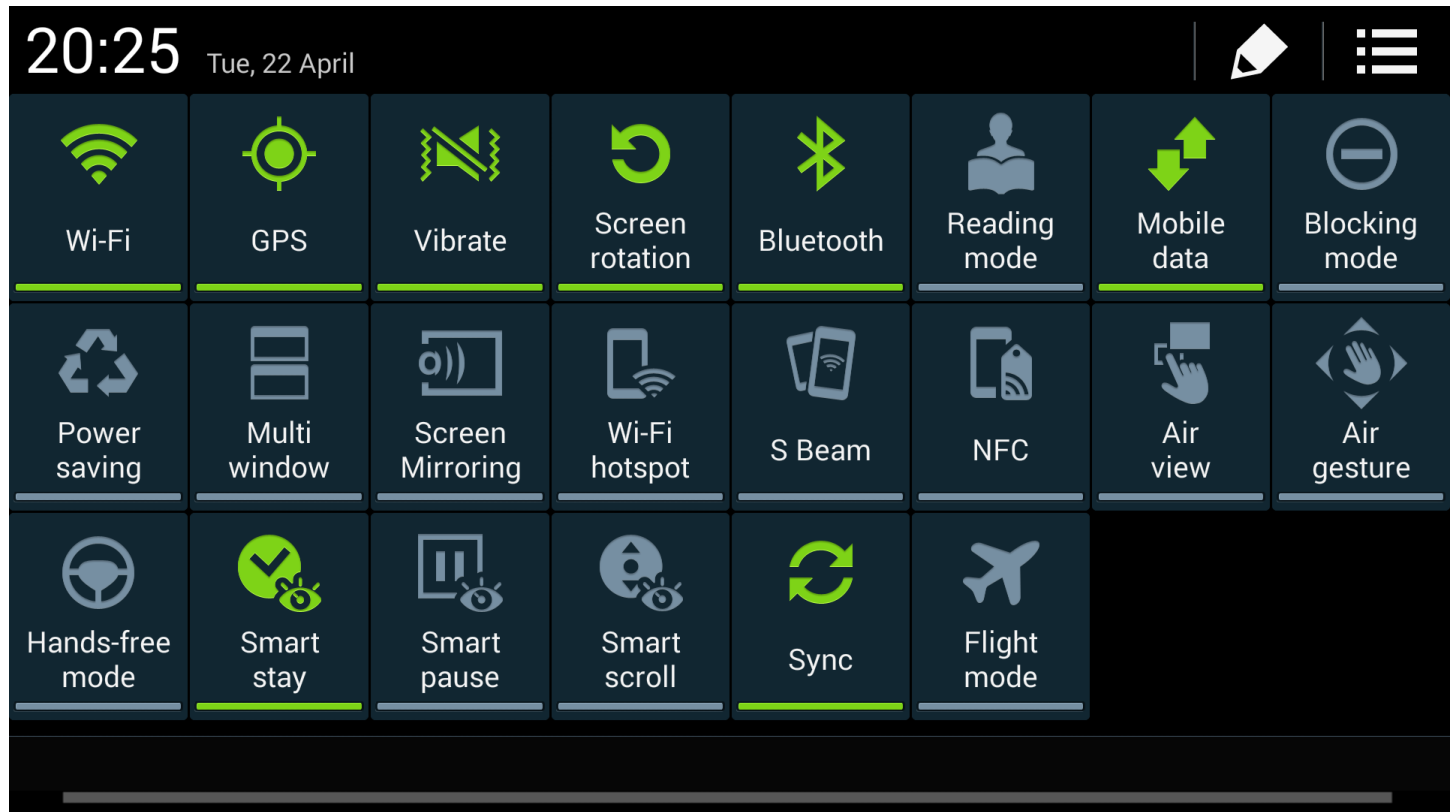 20:25 Tue, 22 April
Wi-Fi
GPS
Vibrate
Screen
rotation
Bluetooth
Reading
mode
Mobile
data
Blocking
mode
Power
saving
Multi
window
Screen
Mirroring
Wi-Fi
hotspot
S Beam
NFC
Air
view
Air
gesture
Hands-free
mode
Smart
stay
Smart
pause
Smart
scroll
Sync
Flight
mode